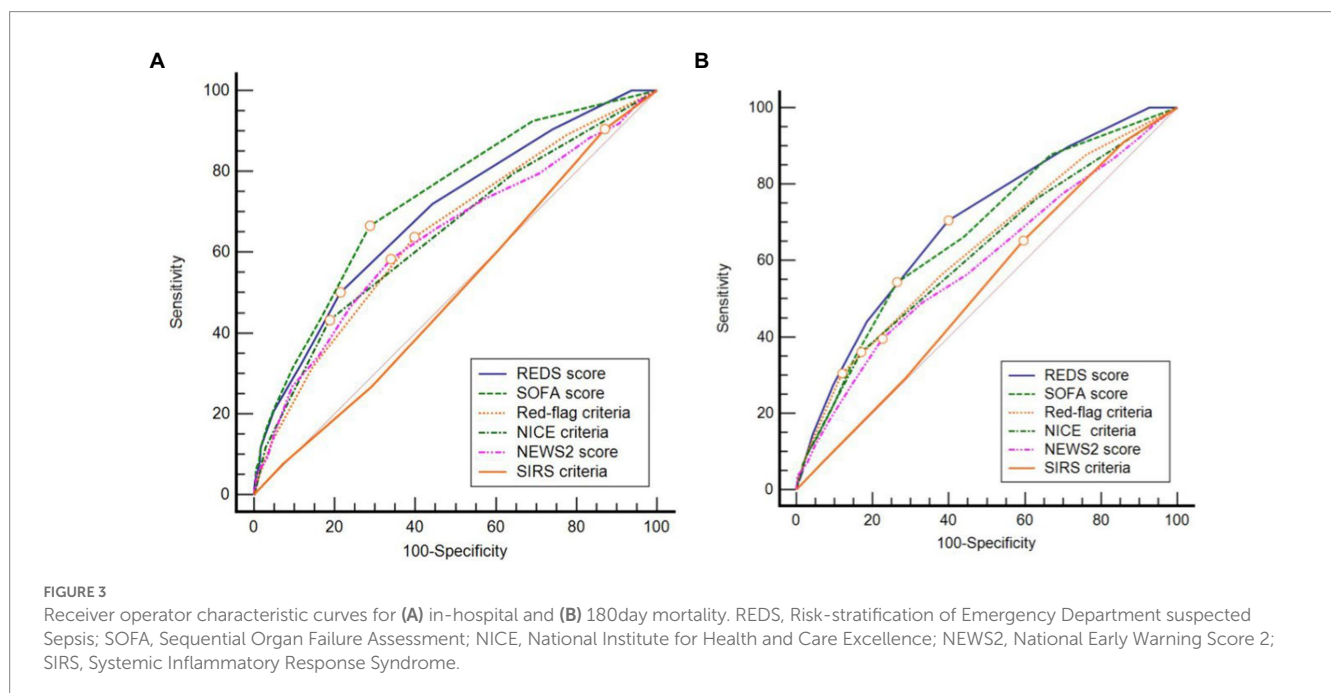 A
B
100
80
60
40
20
0
Sensitivity
0 20 40 60 80 100
100-Specificity
REDS score
SOFA score
Red-flag criteria
NICE criteria
NEWS2 score
SIRS criteria
100
80
60
40
20
0
Sensitivity
0 20 40 60 80 100
100-Specificity
REDS score
SOFA score
Red-flag criteria
NICE criteria
NEWS2 score
SIRS criteria
FIGURE 3
Receiver operator characteristic curves for (A) in-hospital and (B) 180day mortality. REDS, Risk-stratification of Emergency Department suspected
Sepsis; SOFA, Sequential Organ Failure Assessment; NICE, National Institute for Health and Care Excellence; NEWS2, National Early Warning Score 2;
SIRS, Systemic Inflammatory Response Syndrome.